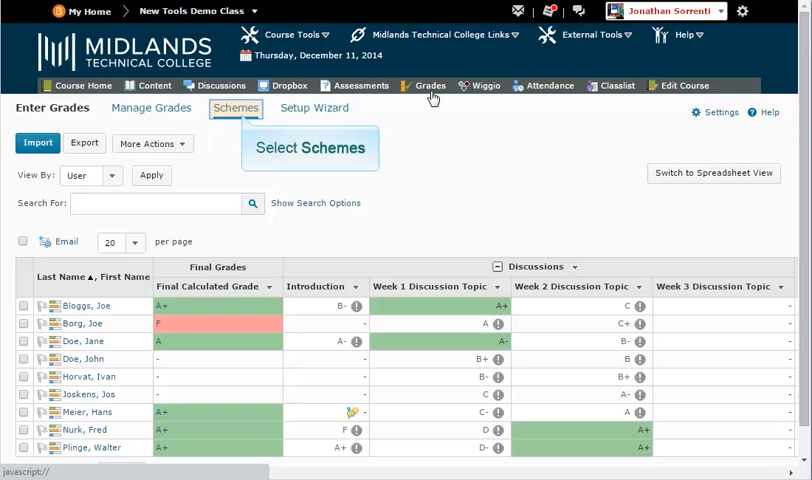 My Home New Tools Demo Class Jonathan Sorrenti
MIDLANDS
TECHNICAL COLLEGE
Course Tools Midlands Technical College Links External Tools Help
Thursday, December 11, 2014
Course Home Content Discussions Dropbox Assessments Grades Wiggio Attendance Classlist Edit Course
Enter Grades Manage Grades Schemes Setup Wizard Settings Help
Select Schemes
Import Export More Actions
View By: User Apply Switch to Spreadsheet View
Search For: Show Search Options
Email 20 per page
Final Grades Discussions
Last Name, First Name
Final Calculated Grade Introduction Week 1 Discussion Topic Week 2 Discussion Topic Week 3 Discussion Topic
Bloggs, Joe A+ B- A+ C -
Borg, Joe F - A C+ -
Doe, Jane A A- A- B- -
Doe, John - - B+ B -
Horvat, Ivan - - B- B+ -
Joskens, Jos - - C A- -
Meier, Hans A+ - C- A -
Nurk, Fred A+ F D A+ -
Plinge, Walter A+ A+ D- A+ -
javascript://